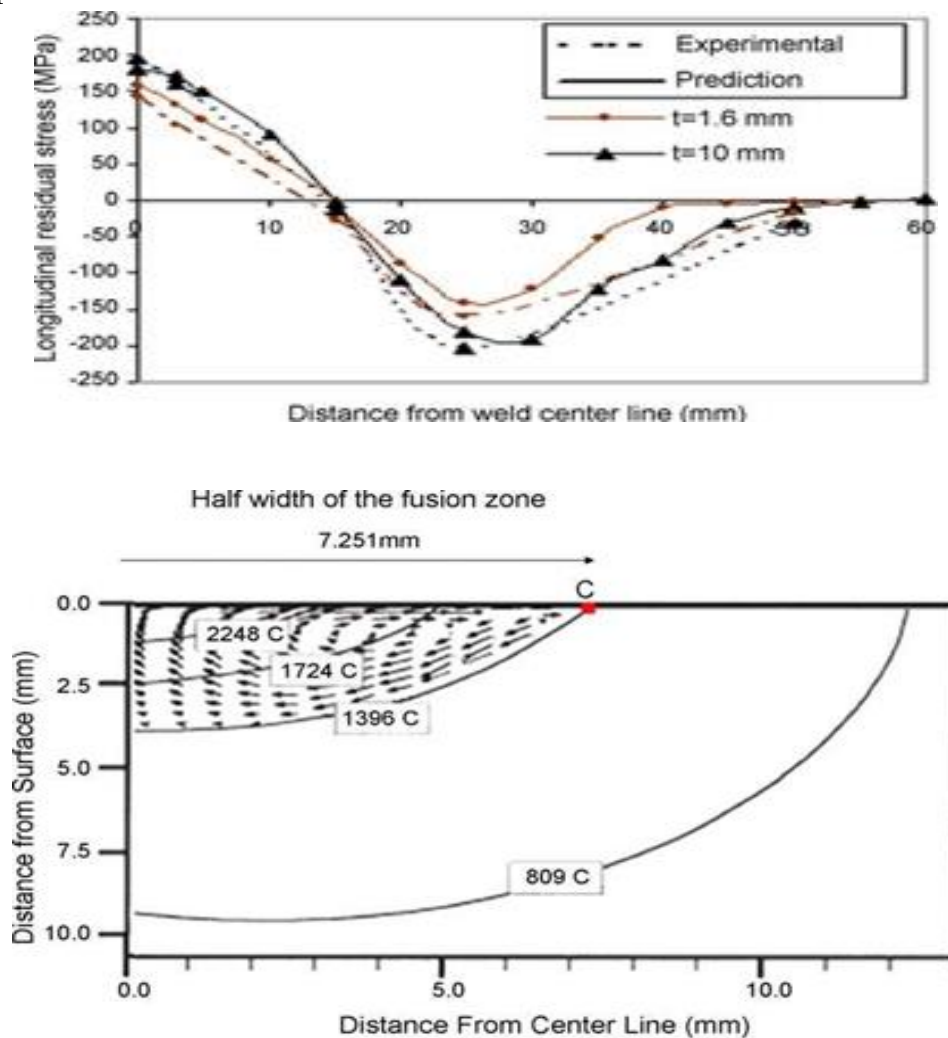 250
200
150
100
50
0
-50
-100
-150
-200
-250
Longitudinal residual stress (MPa)
Experimental
Prediction
t=1.6 mm
t=10 mm
0 10 20 30 40 50 60
Distance from weld center line (mm)
Half width of the fusion zone
7.251mm
C
0.0
2.5
5.0
7.5
10.0
Distance from Surface (mm)
2248 C
1724 C
1396 C
809 C
0.0 5.0 10.0
Distance From Center Line (mm)